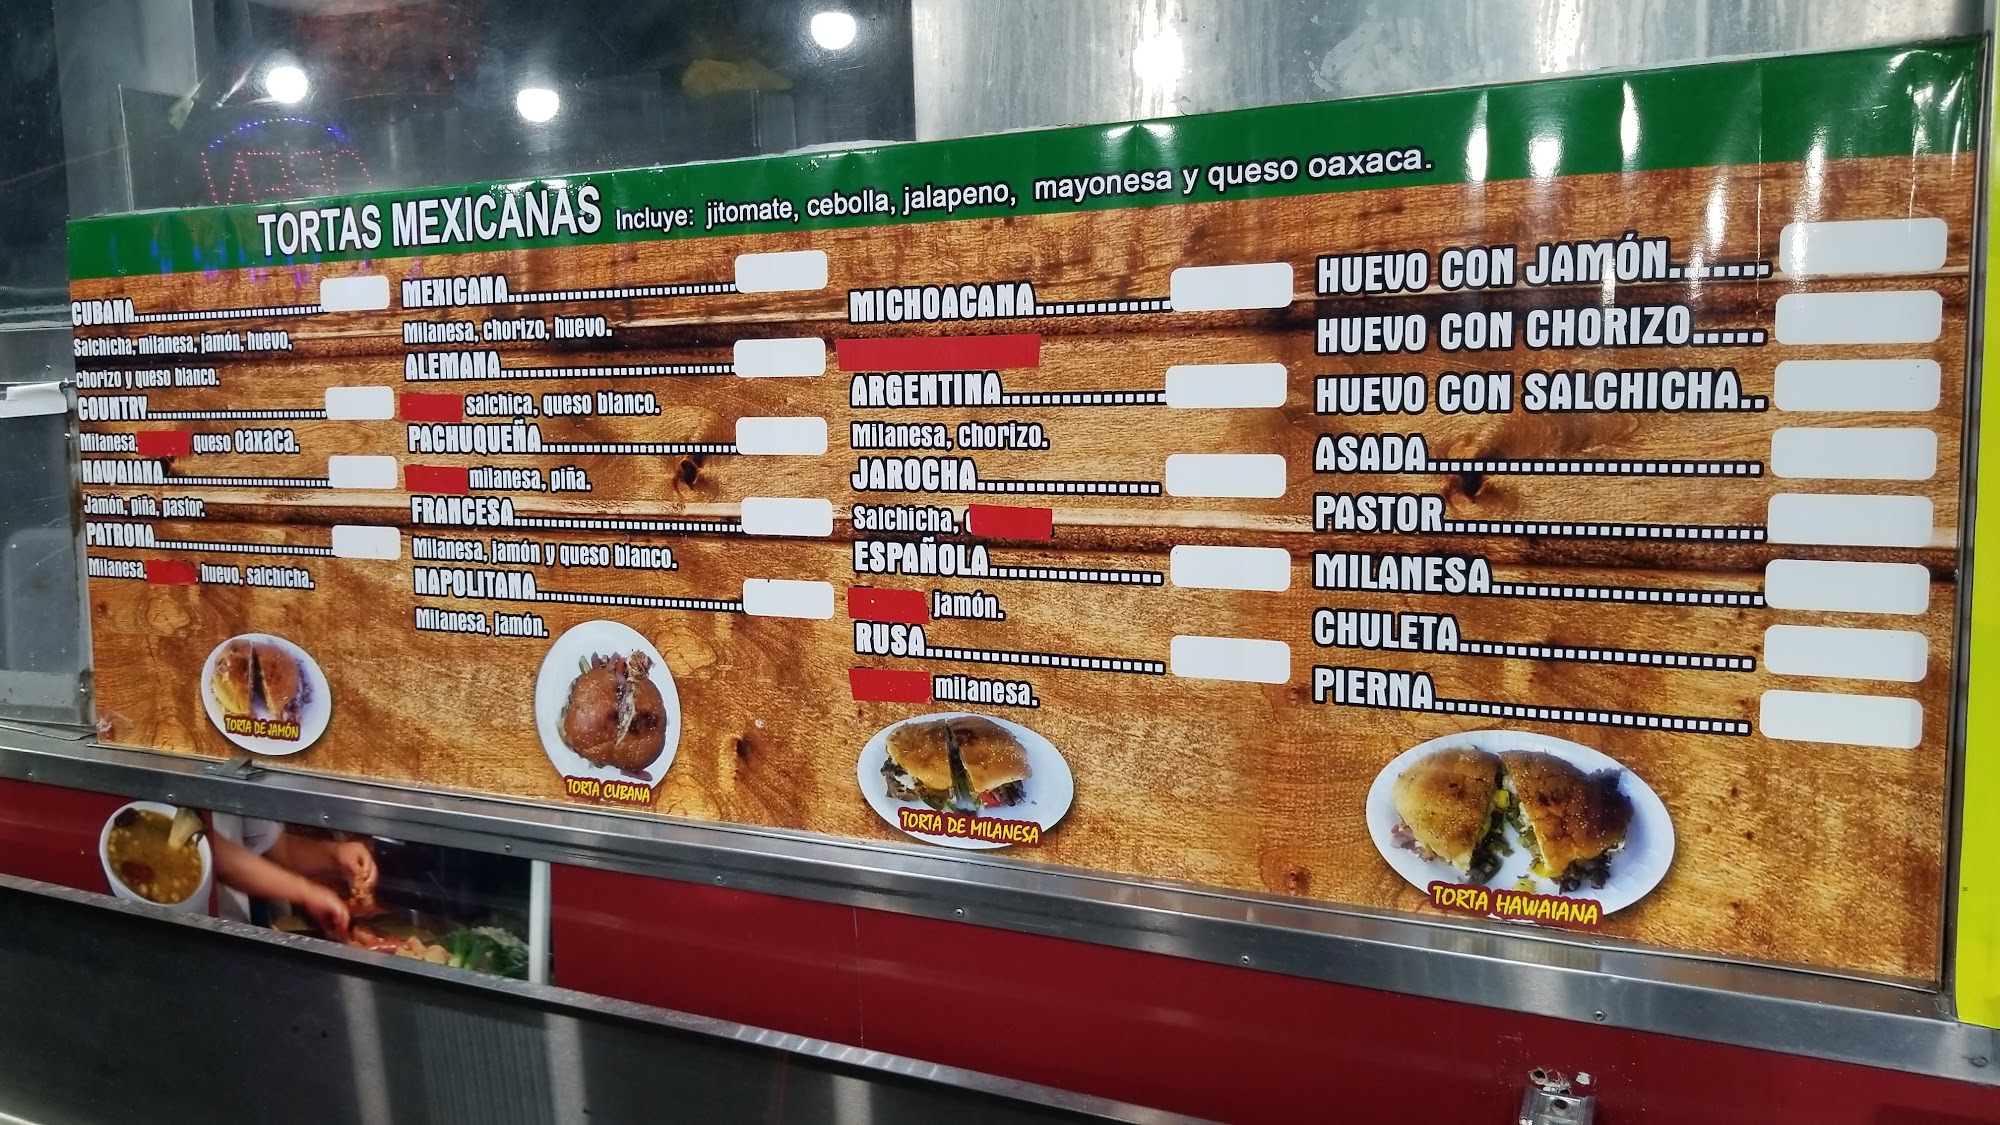 TORTAS MEXICANAS Incluye: jitomate, cebolla, jalapeno, mayonesa y queso oaxaca.
CUBANA
Salchicha, milanesa, jamón, huevo,
chorizo y queso blanco.
COUNTRY
Milanesa, queso oaxaca.
HAWAIANA
Jamón, piña, pastor.
PATRONA
Milanesa, , huevo, salchicha.
MEXICANA
Milanesa, chorizo, huevo.
ALEMANA
salchica, queso blanco.
PACHUQUEÑA
milanesa, piña.
FRANCESA
Milanesa, jamón y queso blanco.
NAPOLITANA
Milanesa, jamón.
MICHOACANA
ARGENTINA
Milanesa, chorizo.
JAROCHA
Salchicha,
ESPAÑOLA
jamón.
RUSA
milanesa.
HUEVO CON JAMÓN
HUEVO CON CHORIZO
HUEVO CON SALCHICHA
ASADA
PASTOR
MILANESA
CHULETA
PIERNA
TORTA DE JAMÓN
TORTA CUBANA
TORTA DE MILANESA
TORTA HAWAIANA